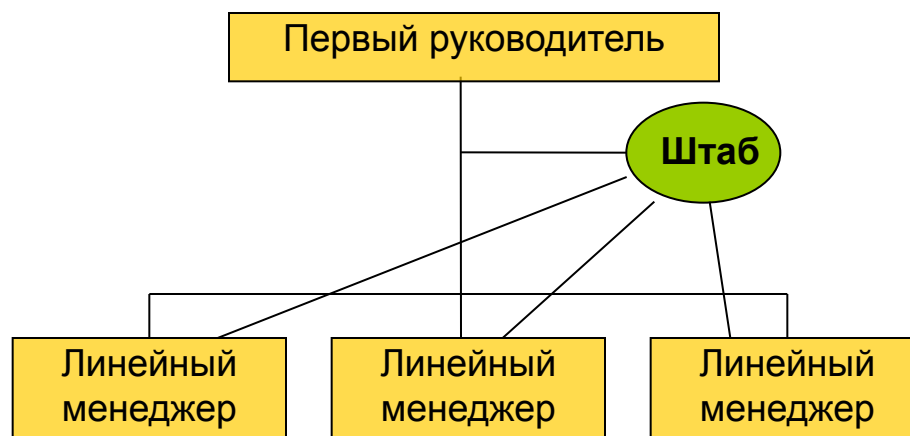 Первый руководитель
Штаб
Линейный
менеджер
Линейный
менеджер
Линейный
менеджер